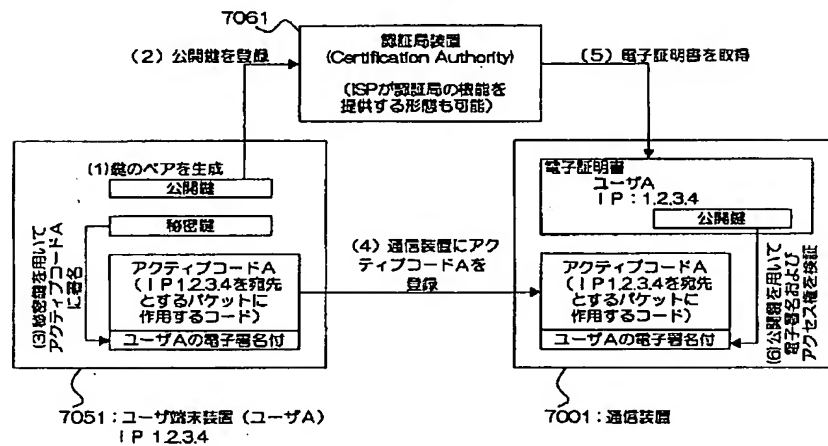 7061
認証局装置
(Certification Authority)
(ISPが認証局の機能を
提供する形態も可能)
(2) 公開鍵を登録
(5) 電子証明書を取得
(1)鍵のペアを生成
公開鍵
秘密鍵
(3)秘密鍵を用いて
アクティブコードA
に署名
アクティブコードA
(IP1.2.3.4を宛先
とするパケットに
作用するコード)
ユーザAの電子署名付
(4) 通信装置にアク
ティブコードAを
登録
電子証明書
ユーザA
IP:1.2.3.4
公開鍵
アクティブコードA
(IP1.2.3.4を宛先
とするパケットに
作用するコード)
ユーザAの電子署名付
(6)公開鍵を用いて
電子署名および
アクセス権を検証
7051:ユーザ端末装置(ユーザA)
IP 1.2.3.4
7001:通信装置